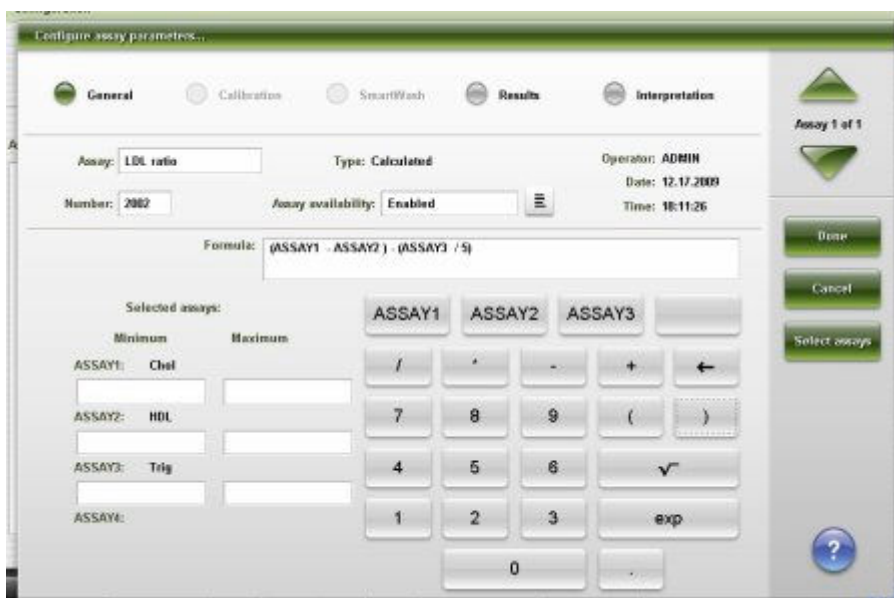 Configuration
Configure assay parameters...
General
Calibration
SmartWash
Results
Interpretation
Assay 1 of 1
Assay: LDL ratio
Type: Calculated
Operator: ADMIN
Date: 12.17.2009
Number: 2002
Assay availability: Enabled
Time: 18:11:26
Formula: (ASSAY1 - ASSAY2 ) - (ASSAY3 / 5)
Done
Cancel
Select assays
Selected assays:
Minimum Maximum
ASSAY1: Chol
ASSAY2: HDL
ASSAY3: Trig
ASSAY4:
ASSAY1 ASSAY2 ASSAY3
/ * - + ←
7 8 9 ( )
4 5 6 √
1 2 3 exp
0 .
?